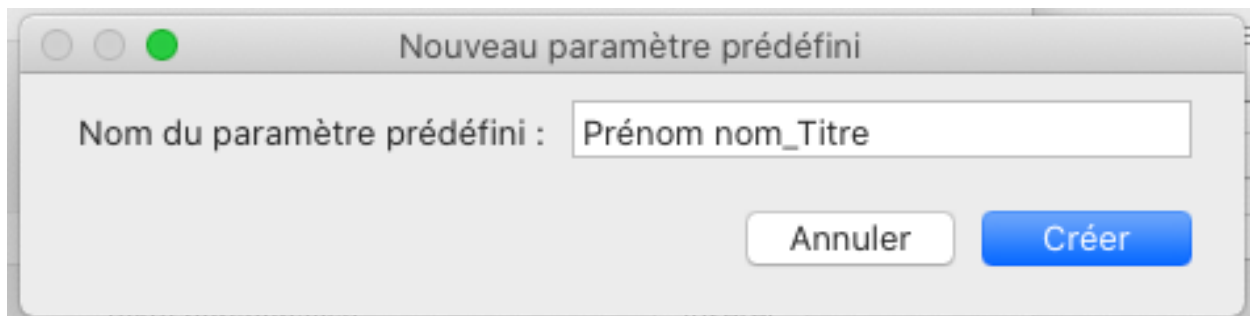 Nouveau paramètre prédéfini
Nom du paramètre prédéfini : Prénom nom_Titre
Annuler Créer